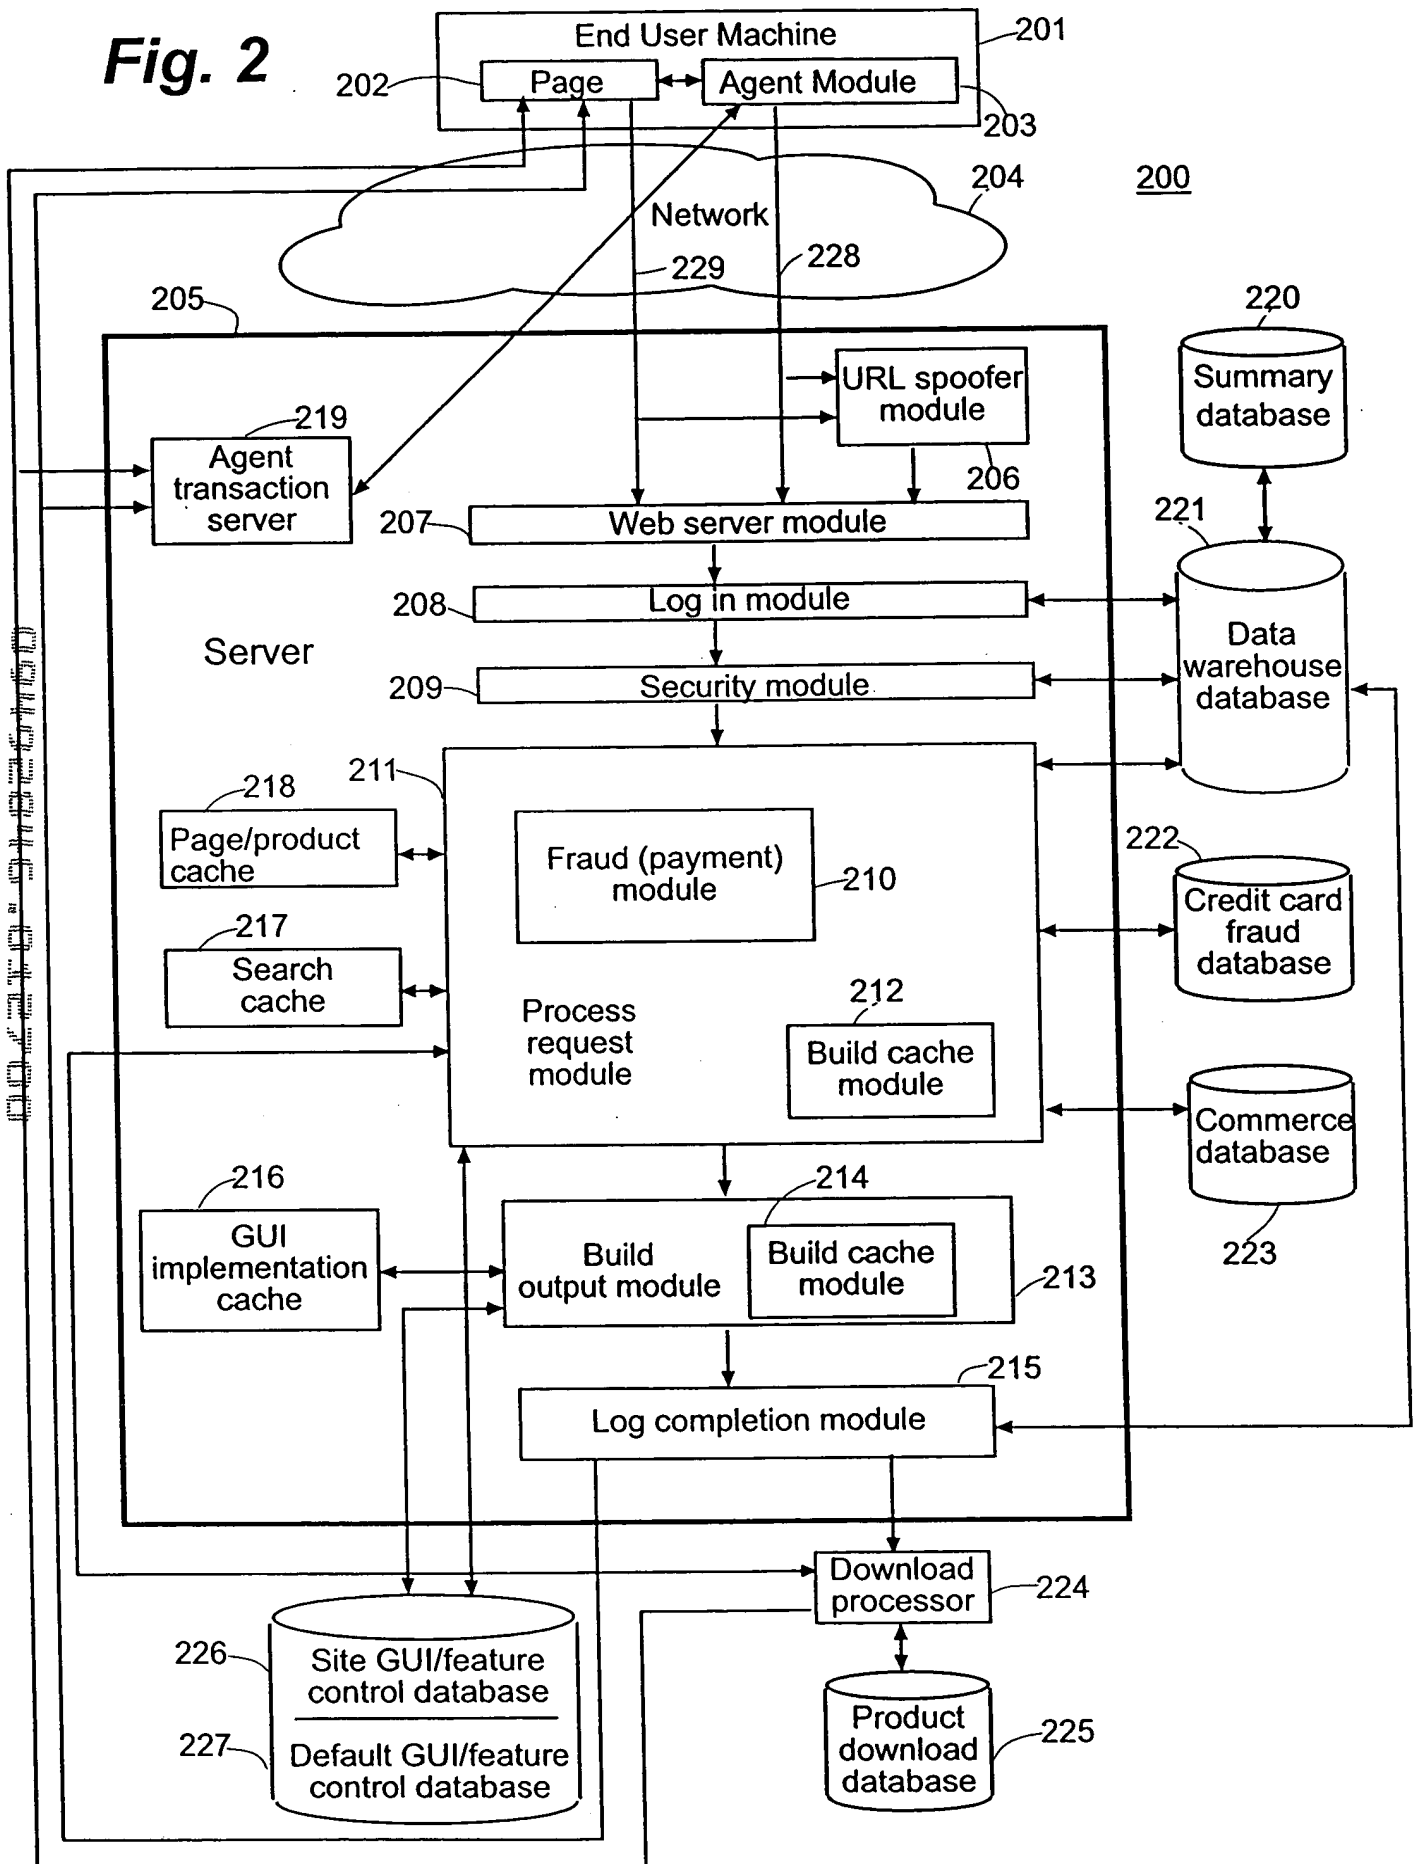 Fig. 2
End User Machine
201
202
Page
Agent Module
203
204
200
Network
229
228
205
220
Summary
database
URL spoofer
module
206
219
Agent
transaction
server
207
Web server module
221
208
Log in module
Data
warehouse
database
Server
209
Security module
211
218
Page/product
cache
Fraud (payment)
module
210
222
Credit card
fraud
database
217
Search
cache
Process
request
module
212
Build cache
module
Commerce
database
223
216
GUI
implementation
cache
214
Build
output module
Build cache
module
213
215
Log completion module
Download
processor
224
226
Site GUI/feature
control database
227
Default GUI/feature
control database
Product
download
database
225